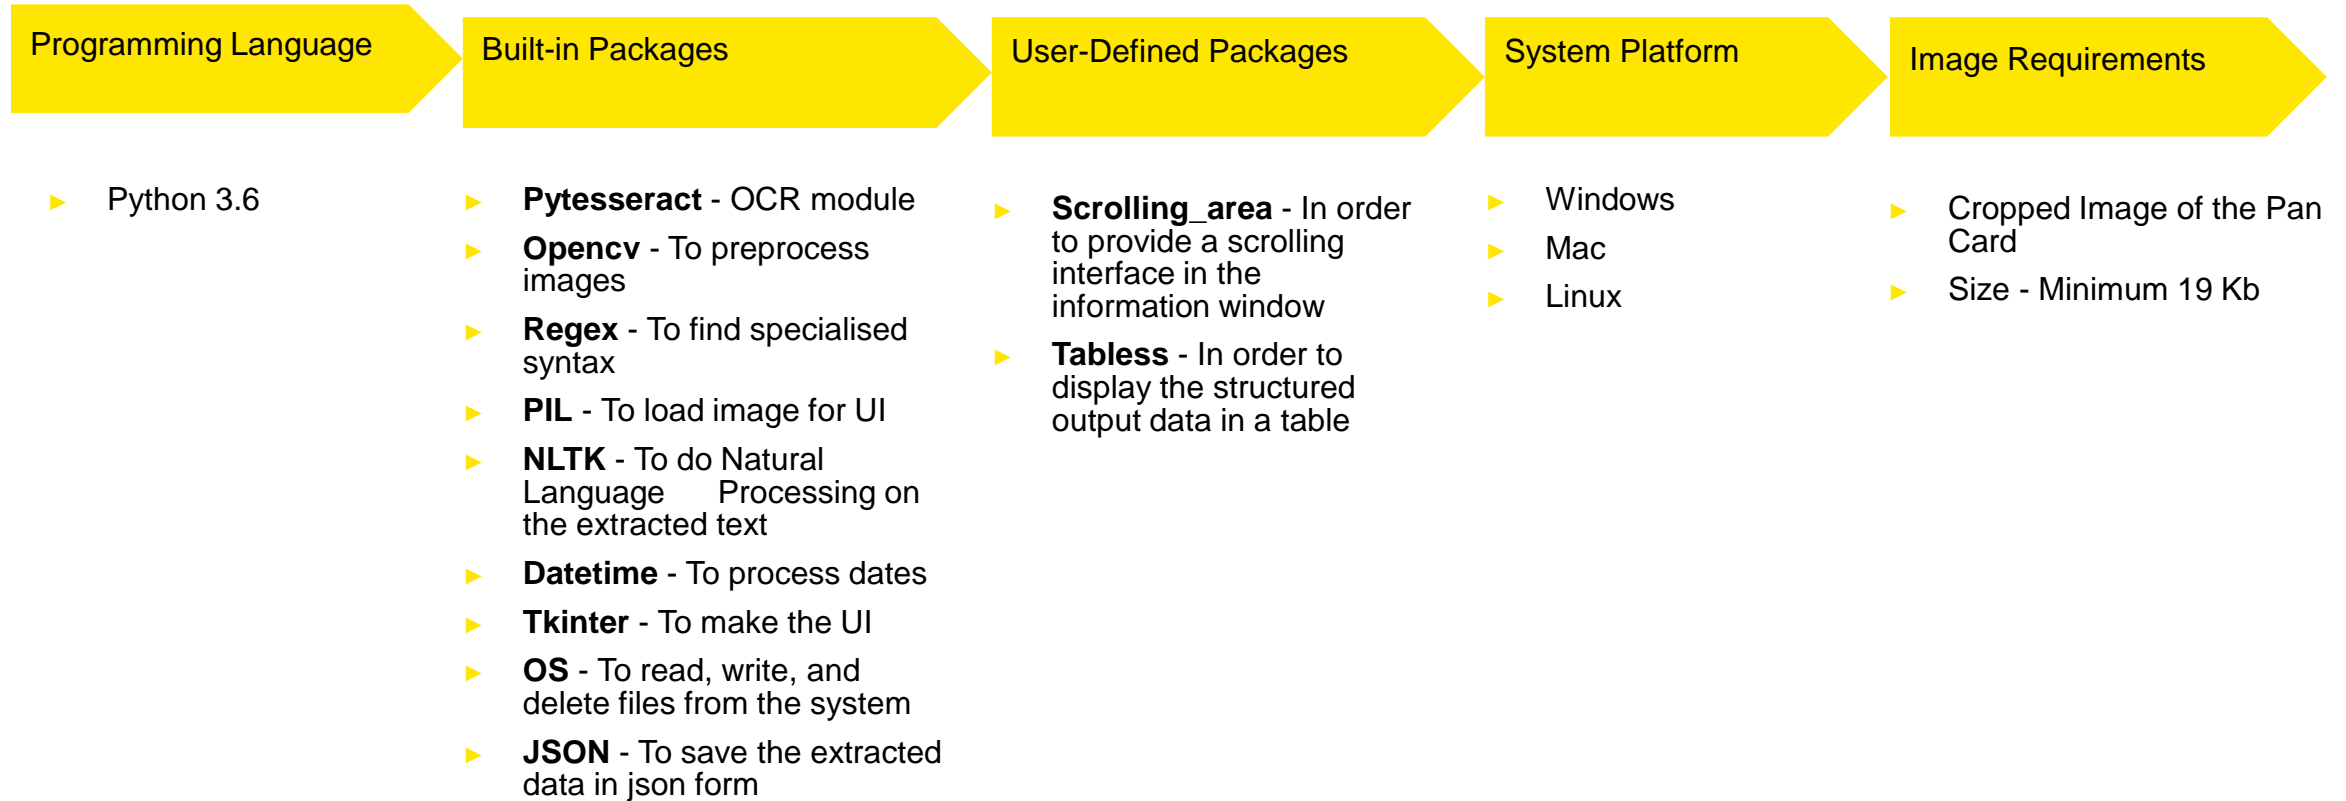 Programming Language
Built-in Packages
User-Defined Packages
System Platform
Image Requirements
► Python 3.6
► Pytesseract - OCR module
► Opencv - To preprocess
images
► Regex - To find specialised
syntax
► PIL - To load image for UI
► NLTK - To do Natural
Language Processing on
the extracted text
► Datetime - To process dates
► Tkinter - To make the UI
► OS - To read, write, and
delete files from the system
► JSON - To save the extracted
data in json form
► Scrolling_area - In order
to provide a scrolling
interface in the
information window
► Tabless - In order to
display the structured
output data in a table
► Windows
► Mac
► Linux
► Cropped Image of the Pan
Card
► Size - Minimum 19 Kb